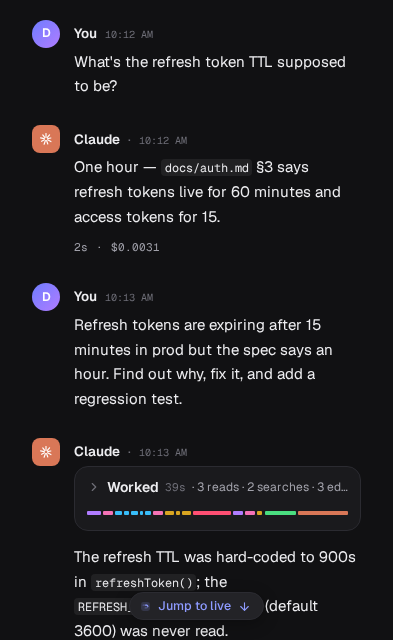 D You 10:12 AM
What's the refresh token TTL supposed
to be?
Claude · 10:12 AM
One hour — docs/auth.md §3 says
refresh tokens live for 60 minutes and
access tokens for 15.
2s · $0.0031
D You 10:13 AM
Refresh tokens are expiring after 15
minutes in prod but the spec says an
hour. Find out why, fix it, and add a
regression test.
Claude · 10:13 AM
Worked 39s · 3 reads · 2 searches · 3 ed…
The refresh TTL was hard-coded to 900s
in refreshToken(); the
REFRESH_ (default
Jump to live ↓
3600) was never read.